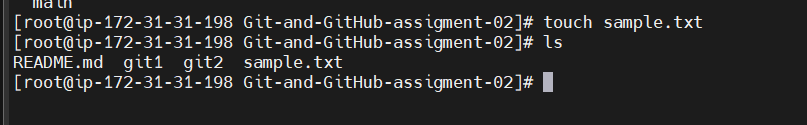 main
[root@ip-172-31-31-198 Git-and-GitHub-assigment-02]# touch sample.txt
[root@ip-172-31-31-198 Git-and-GitHub-assigment-02]# ls
README.md  git1  git2  sample.txt
[root@ip-172-31-31-198 Git-and-GitHub-assigment-02]#